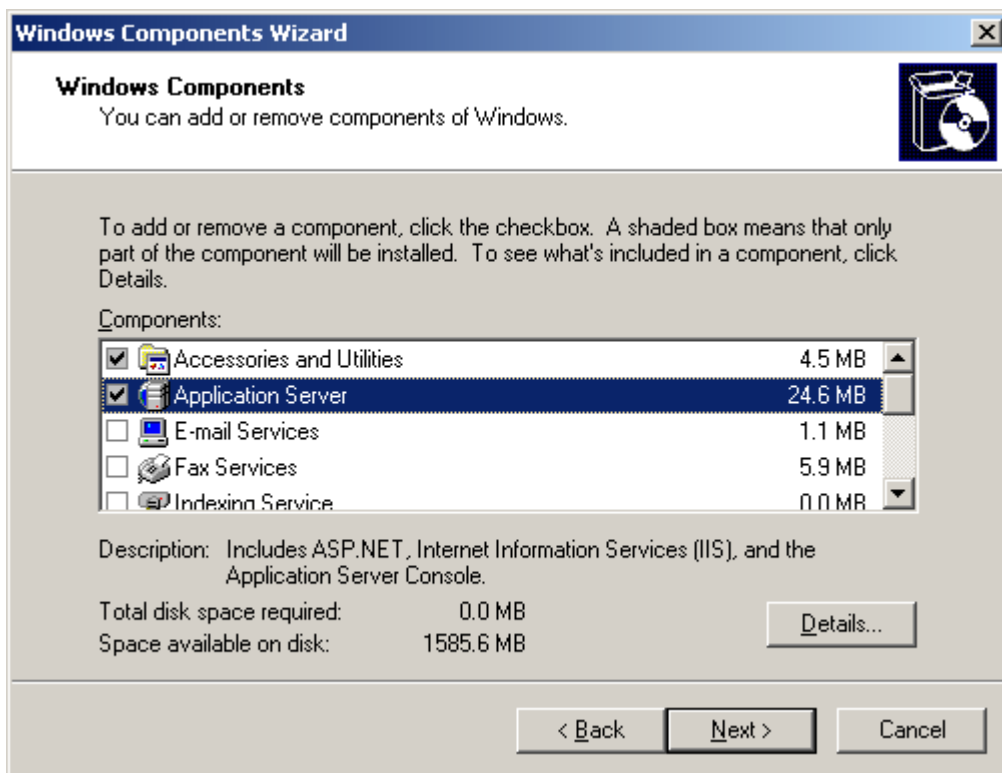 Windows Components Wizard
Windows Components
You can add or remove components of Windows.
To add or remove a component, click the checkbox. A shaded box means that only
part of the component will be installed. To see what's included in a component, click
Details.
Components:
Accessories and Utilities 4.5 MB
Application Server 24.6 MB
E-mail Services 1.1 MB
Fax Services 5.9 MB
Indexing Service 0.0 MB
Description: Includes ASP.NET, Internet Information Services (IIS), and the
Application Server Console.
Total disk space required: 0.0 MB
Space available on disk: 1585.6 MB
Details...
< Back Next > Cancel